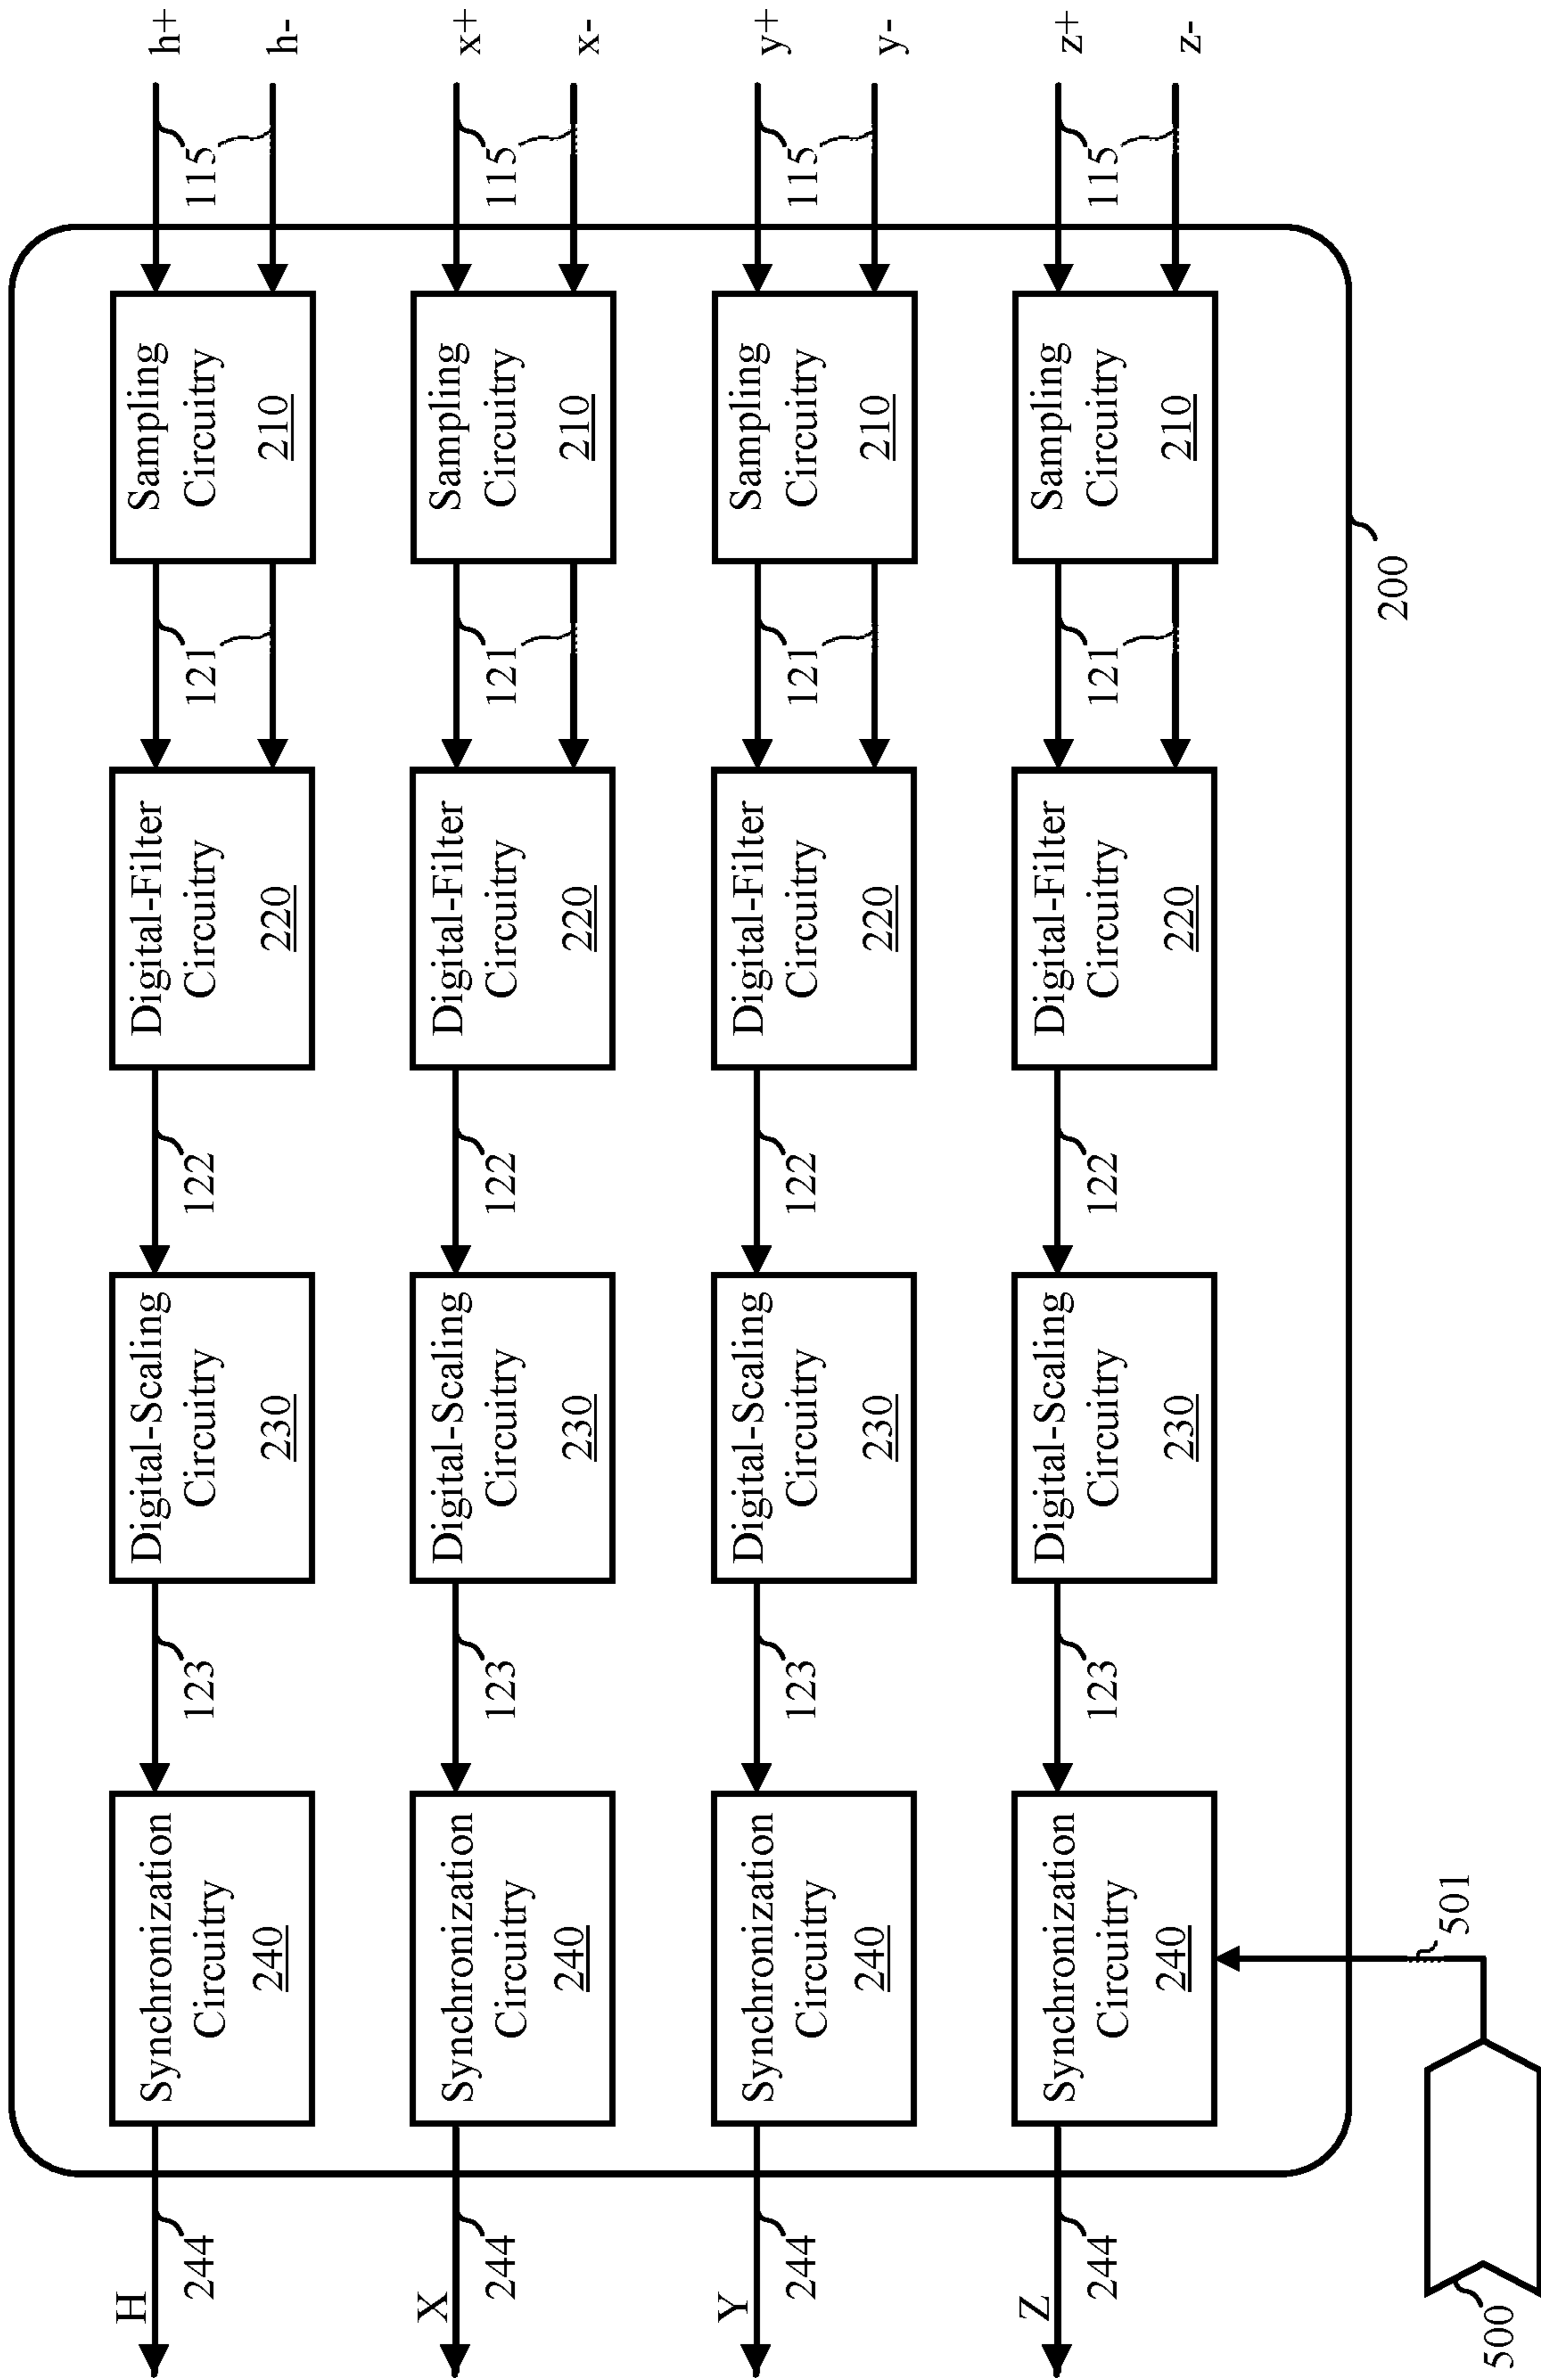 H
244
Synchronization
Circuitry
240
123
Digital-Scaling
Circuitry
230
122
Digital-Filter
Circuitry
220
121
Sampling
Circuitry
210
115
h+
h-
X
244
Synchronization
Circuitry
240
123
Digital-Scaling
Circuitry
230
122
Digital-Filter
Circuitry
220
121
Sampling
Circuitry
210
115
x+
x-
Y
244
Synchronization
Circuitry
240
123
Digital-Scaling
Circuitry
230
122
Digital-Filter
Circuitry
220
121
Sampling
Circuitry
210
115
y+
y-
Z
244
Synchronization
Circuitry
240
123
Digital-Scaling
Circuitry
230
122
Digital-Filter
Circuitry
220
121
Sampling
Circuitry
210
115
z+
z-
200
501
500